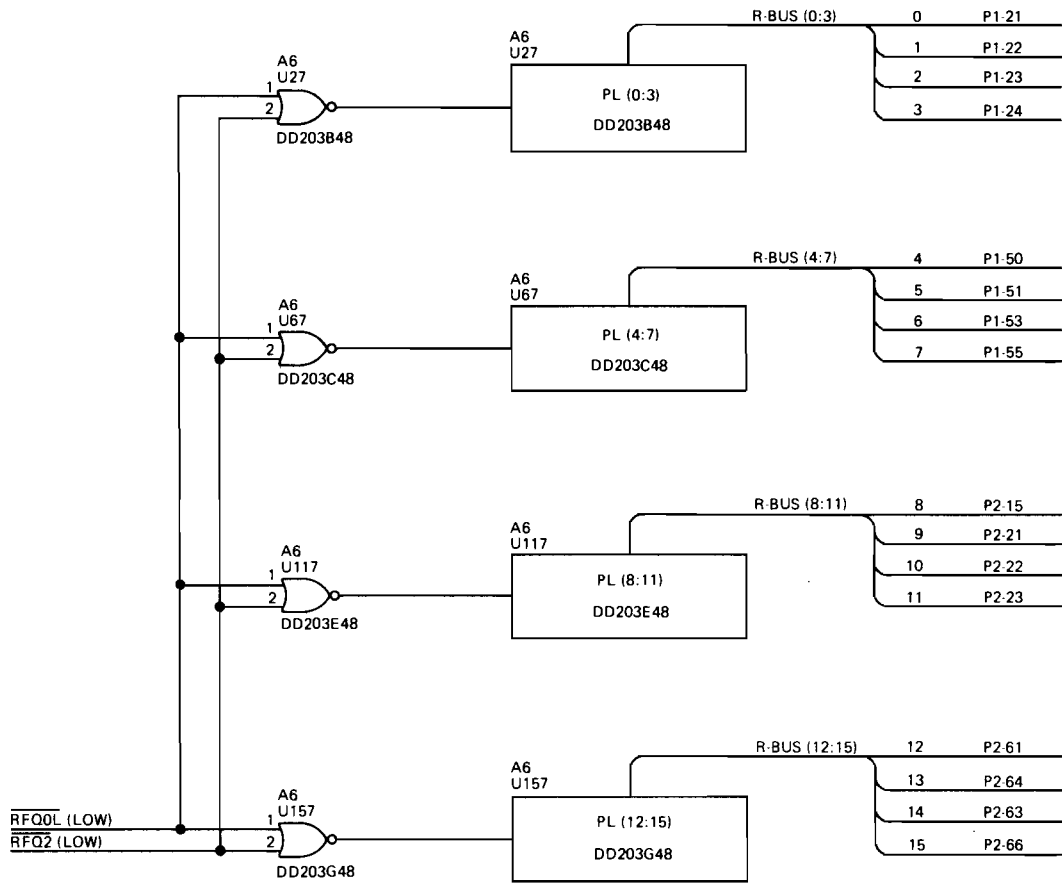 R-BUS (0:3) 0 P1-21
1 P1-22
2 P1-23
3 P1-24
A6
U27
1
2
DD203B48
A6
U27
PL (0:3)
DD203B48
R-BUS (4:7) 4 P1-50
5 P1-51
6 P1-53
7 P1-55
A6
U67
1
2
DD203C48
A6
U67
PL (4:7)
DD203C48
R-BUS (8:11) 8 P2-15
9 P2-21
10 P2-22
11 P2-23
A6
U117
1
2
DD203E48
A6
U117
PL (8:11)
DD203E48
R-BUS (12:15) 12 P2-61
13 P2-64
14 P2-63
15 P2-66
A6
U157
1
2
DD203G48
A6
U157
PL (12:15)
DD203G48
RFQ0L (LOW)
RFQ2 (LOW)